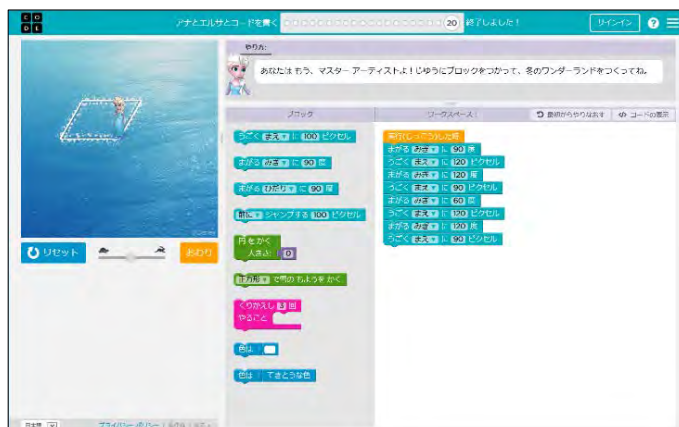 C O
D E
アナとエルサとコードを書く
20
終了しました！
サインイン
?
やり方:
あなたは もう、マスター アーティストよ！じゆうにブロックをつかって、冬のワンダーランドをつくってね。
ブロック
ワークスペース
最初からやりなおす
コードの表示
うごく まえ▼ に 100 ピクセル
まがる みぎ▼ に 90 度
まがる ひだり▼ に 90 度
前に▼ ジャンプする 100 ピクセル
円をかく
大きさ 0
で雪の もようを かく
くりかえし 回
やること
色は
色は てきとうな色
まがる みぎ▼ に 90 度
うごく まえ▼ に 120 ピクセル
まがる みぎ▼ に 120 度
うごく まえ▼ に 90 ピクセル
まがる みぎ▼ に 60 度
うごく まえ▼ に 120 ピクセル
まがる みぎ▼ に 120 度
うごく まえ▼ に 90 ピクセル
リセット
おわり
日本語
プライバシーポリシー